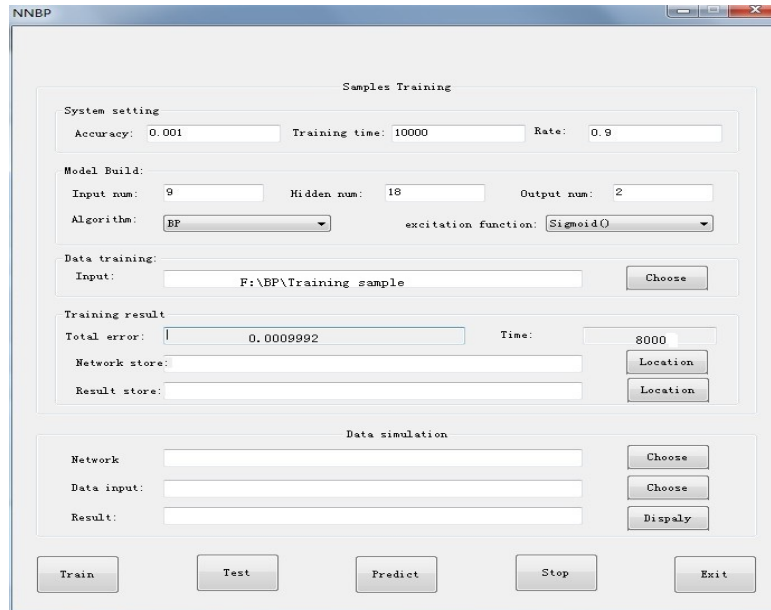 NNBP
Samples Training
System setting
Accuracy: 0.001 Training time: 10000 Rate: 0.9
Model Build:
Input num: 9 Hidden num: 18 Output num: 2
Algorithm: BP excitation function: Sigmoid()
Data training:
Input: F:\BP\Training sample Choose
Training result
Total error: 0.0009992 Time: 8000
Network store: Location
Result store: Location
Data simulation
Network Choose
Data input: Choose
Result: Dispaly
Train Test Predict Stop Exit